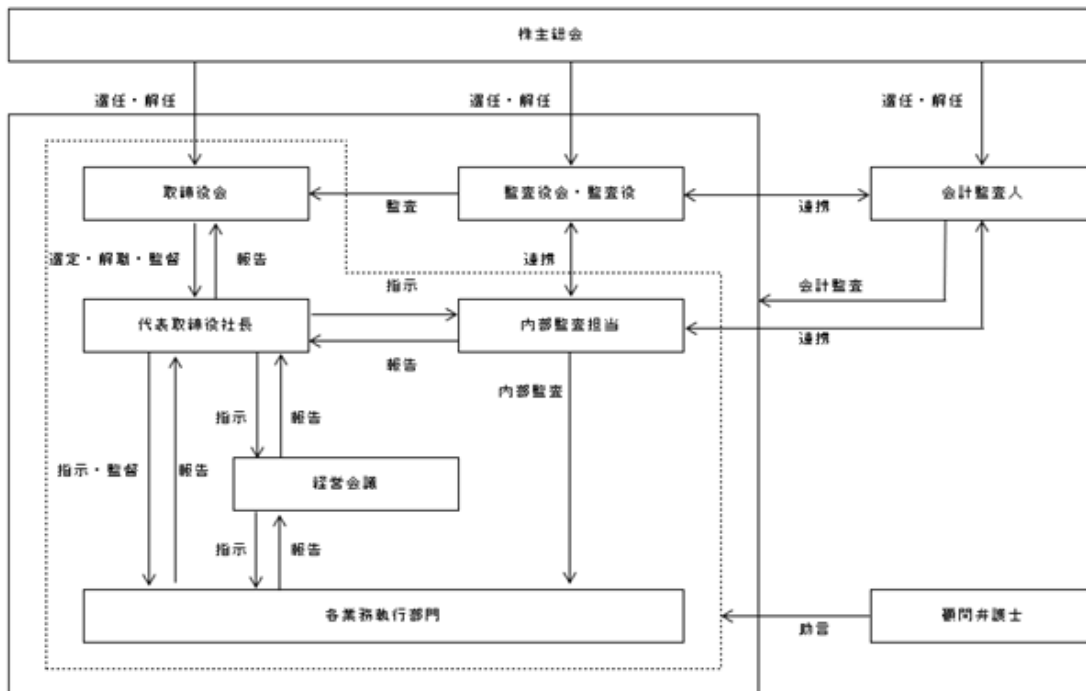 株主総会
選任・解任
選任・解任
選任・解任
取締役会
監査
監査役会・監査役
連携
会計監査人
選定・解職・監督
報告
連携
指示
会計監査
代表取締役社長
内部監査担当
報告
連携
内部監査
指示
報告
指示・監督
報告
経営会議
指示
報告
各業務執行部門
助言
顧問弁護士